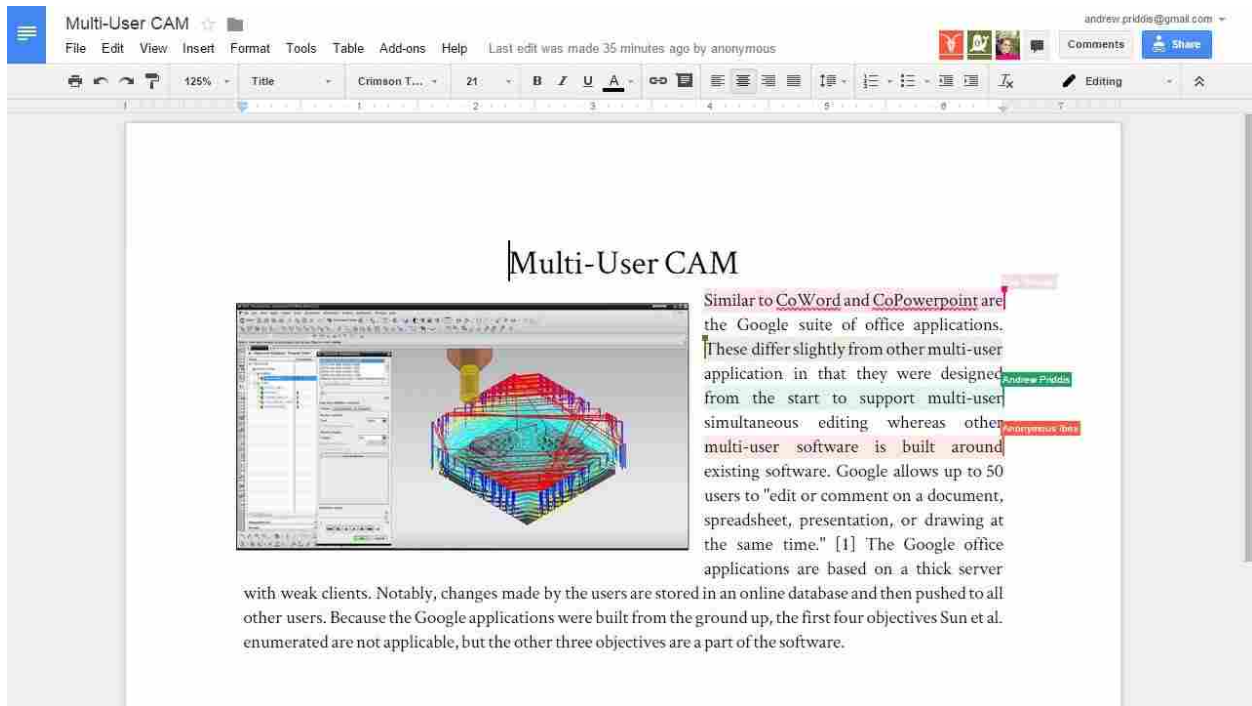 Multi-User CAM
andrew.priddis@gmail.com
File Edit View Insert Format Tools Table Add-ons Help Last edit was made 35 minutes ago by anonymous
Comments Share
125% Title Crimson T... 21 B I U A Editing
1 1 2 3 4 5 6 7
Multi-User CAM
Similar to CoWord and CoPowerpoint are
the Google suite of office applications.
These differ slightly from other multi-user
application in that they were designed
Andrew Priddis
from the start to support multi-user
simultaneous editing whereas other
Anonymous Ibex
multi-user software is built around
existing software. Google allows up to 50
users to "edit or comment on a document,
spreadsheet, presentation, or drawing at
the same time." [1] The Google office
applications are based on a thick server
with weak clients. Notably, changes made by the users are stored in an online database and then pushed to all
other users. Because the Google applications were built from the ground up, the first four objectives Sun et al.
enumerated are not applicable, but the other three objectives are a part of the software.